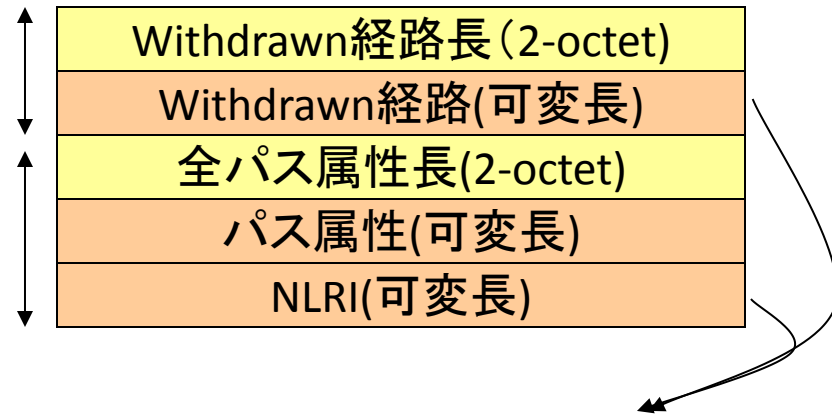 Withdrawn経路長（2-octet)
Withdrawn経路(可変長)
全パス属性長(2-octet)
パス属性(可変長)
NLRI(可変長)